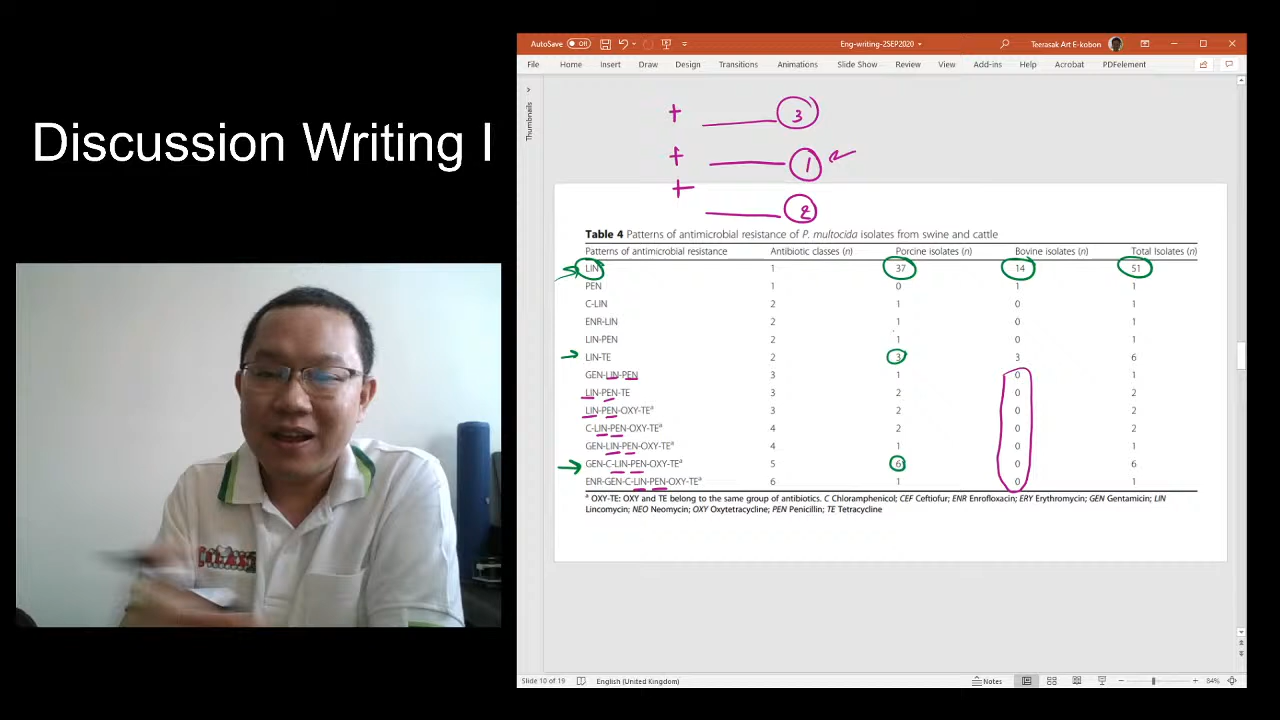 Discussion Writing I
AutoSave Off
Eng-writing-2SEP2020
Teerasak Art E-kobon
File Home Insert Draw Design Transitions Animations Slide Show Review View Add-ins Help Acrobat PDFelement
Thumbnails
+ 3
+ 1
+ 2
Table 4 Patterns of antimicrobial resistance of P. multocida isolates from swine and cattle
Patterns of antimicrobial resistance Antibiotic classes (n) Porcine isolates (n) Bovine isolates (n) Total Isolates (n)
LIN 1 37 14 51
PEN 1 0 1 1
C-LIN 2 1 0 1
ENR-LIN 2 1 0 1
LIN-PEN 2 1 0 1
LIN-TE 2 3 3 6
GEN-LIN-PEN 3 1 0 1
LIN-PEN-TE 3 2 0 2
LIN-PEN-OXY-TEa 3 2 0 2
C-LIN-PEN-OXY-TEa 4 2 0 2
GEN-LIN-PEN-OXY-TEa 4 1 0 1
GEN-C-LIN-PEN-OXY-TEa 5 6 0 6
ENR-GEN-C-LIN-PEN-OXY-TEa 6 1 0 1
a OXY-TE: OXY and TE belong to the same group of antibiotics. C Chloramphenicol; CEF Ceftiofur; ENR Enrofloxacin; ERY Erythromycin; GEN Gentamicin; LIN
Lincomycin; NEO Neomycin; OXY Oxytetracycline; PEN Penicillin; TE Tetracycline
Slide 10 of 19 English (United Kingdom) Notes 84%